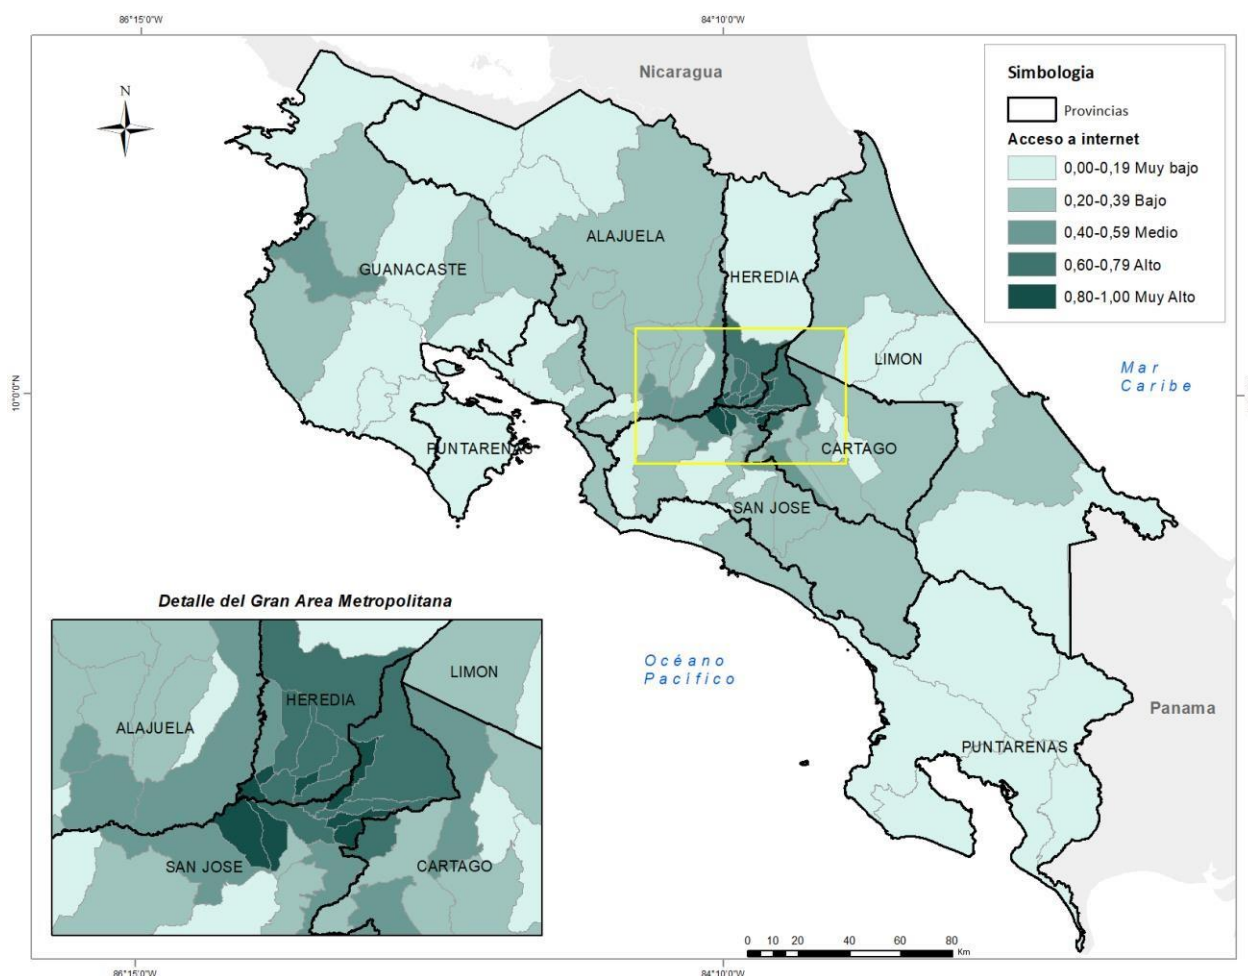 86°15'0"W
84°10'0"W
N
Nicaragua
Simbologia
Provincias
Acceso a internet
0,00-0,19 Muy bajo
0,20-0,39 Bajo
0,40-0,59 Medio
0,60-0,79 Alto
0,80-1,00 Muy Alto
ALAJUELA
GUANACASTE
HEREDIA
LIMON
Mar
Caribe
10°0'0"N
PUNTARENAS
CARTAGO
SAN JOSE
Detalle del Gran Area Metropolitana
Océano
Pacífico
LIMON
HEREDIA
ALAJUELA
Panama
PUNTARENAS
SAN JOSE
CARTAGO
0 10 20 40 60 80
Km
86°15'0"W
84°10'0"W